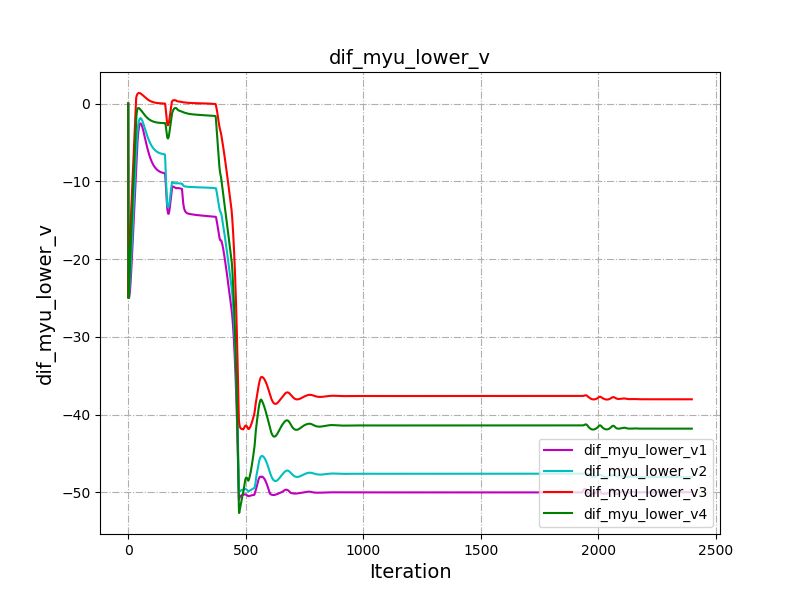 dif_myu_lower_v
dif_myu_lower_v
0
−10
−20
−30
−40
−50
0
500
1000
1500
2000
2500
Iteration
dif_myu_lower_v1
dif_myu_lower_v2
dif_myu_lower_v3
dif_myu_lower_v4